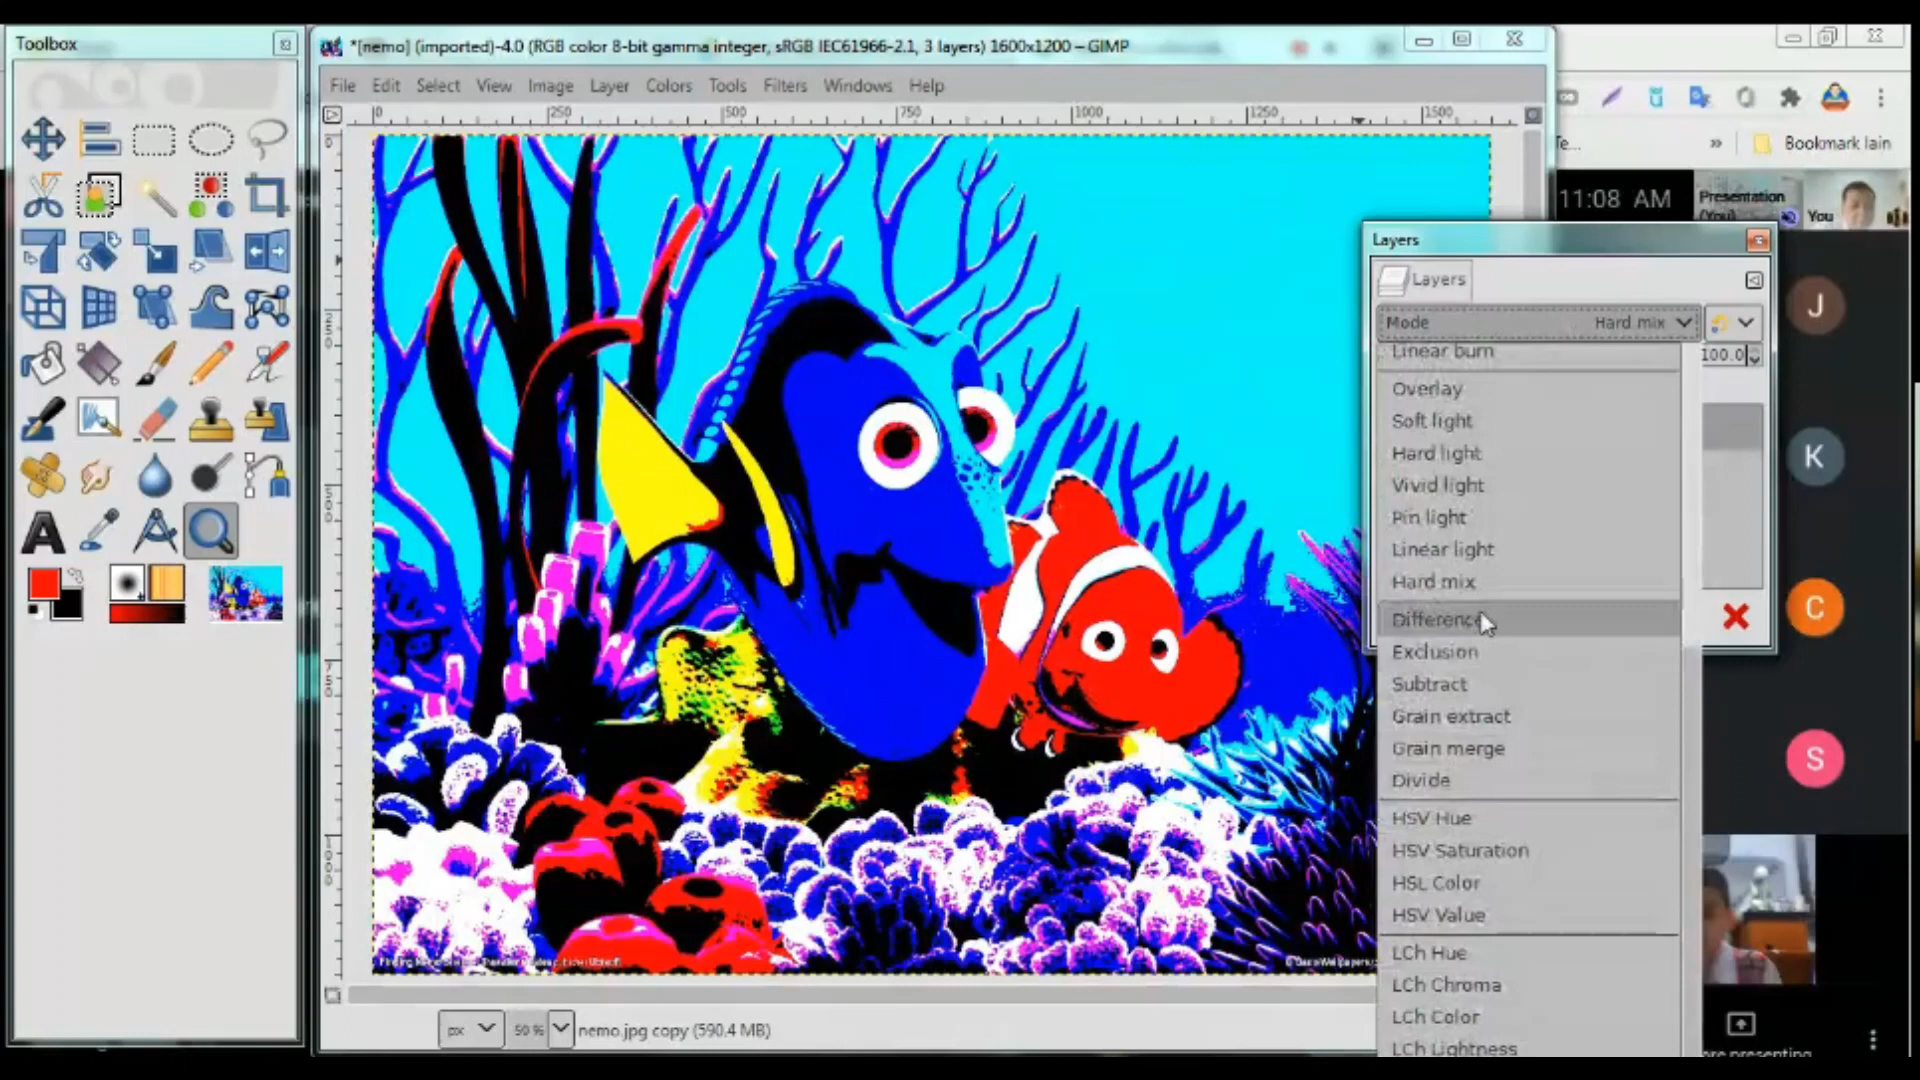 Toolbox
*[nemo] (imported)-4.0 (RGB color 8-bit gamma integer, sRGB IEC61966-2.1, 3 layers) 1600x1200 – GIMP
File Edit Select View Image Layer Colors Tools Filters Windows Help
0 250 500 750 1000 1250 1500
Te... » Bookmark Iain
11:08 AM
Presentation
(You)
You
Layers
Layers
Mode Hard mix
100.0
Linear burn
Overlay
Soft light
Hard light
Vivid light
Pin light
Linear light
Hard mix
Difference
Exclusion
Subtract
Grain extract
Grain merge
Divide
HSV Hue
HSV Saturation
HSL Color
HSV Value
LCh Hue
LCh Chroma
LCh Color
LCh Lightness
J
K
C
S
px 50 % nemo.jpg copy (590.4 MB)
presenting